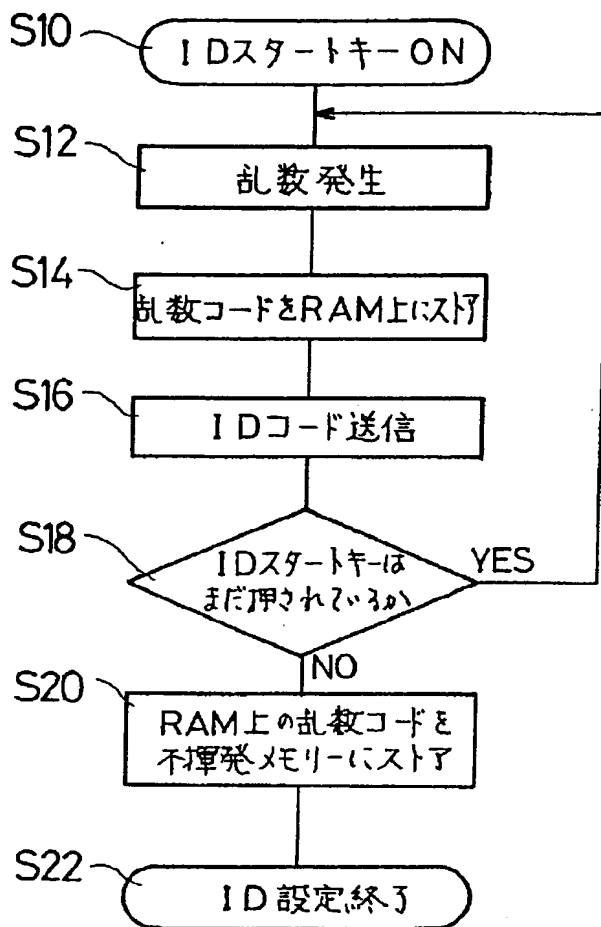 S10
IDスタートキーON
S12
乱数発生
S14
乱数コードをRAM上にストア
S16
IDコード送信
S18
IDスタートキーは
まだ押されているか
YES
NO
S20
RAM上の乱数コードを
不揮発メモリーにストア
S22
ID設定終了